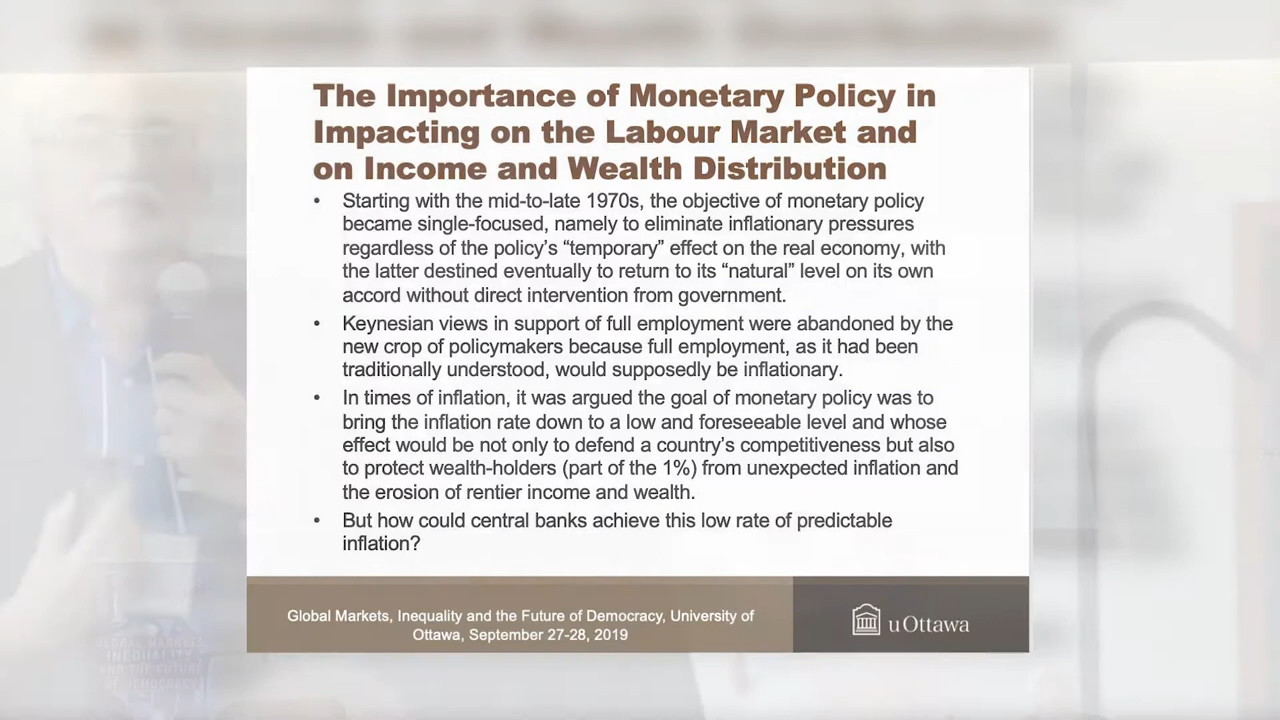 The Importance of Monetary Policy in
Impacting on the Labour Market and
on Income and Wealth Distribution
• Starting with the mid-to-late 1970s, the objective of monetary policy
became single-focused, namely to eliminate inflationary pressures
regardless of the policy’s “temporary” effect on the real economy, with
the latter destined eventually to return to its “natural” level on its own
accord without direct intervention from government.
• Keynesian views in support of full employment were abandoned by the
new crop of policymakers because full employment, as it had been
traditionally understood, would supposedly be inflationary.
• In times of inflation, it was argued the goal of monetary policy was to
bring the inflation rate down to a low and foreseeable level and whose
effect would be not only to defend a country’s competitiveness but also
to protect wealth-holders (part of the 1%) from unexpected inflation and
the erosion of rentier income and wealth.
• But how could central banks achieve this low rate of predictable
inflation?
Global Markets, Inequality and the Future of Democracy, University of
Ottawa, September 27-28, 2019
uOttawa
GLOBAL MARKETS,
INEQUALITY
AND THE FUTURE
OF DEMOCRACY